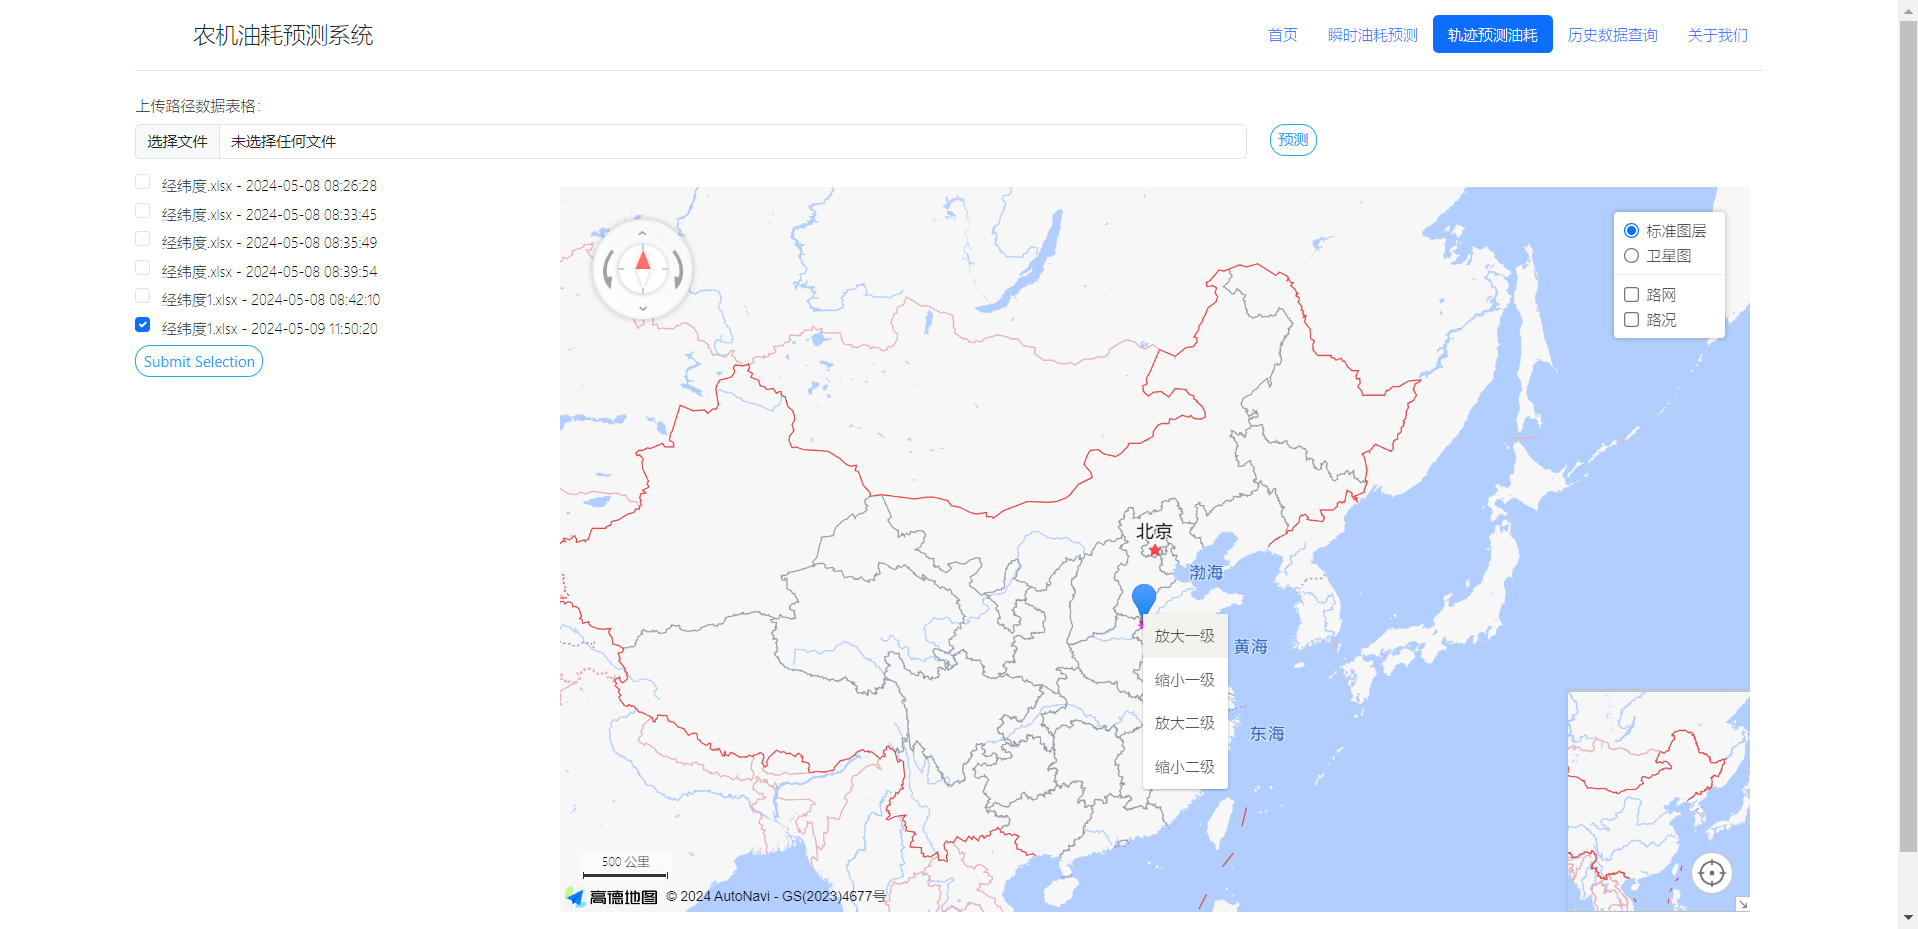 农机油耗预测系统
首页 瞬时油耗预测 轨迹预测油耗 历史数据查询 关于我们
上传路径数据表格:
选择文件 未选择任何文件 预测
经纬度.xlsx - 2024-05-08 08:26:28
经纬度.xlsx - 2024-05-08 08:33:45
经纬度.xlsx - 2024-05-08 08:35:49
经纬度.xlsx - 2024-05-08 08:39:54
经纬度1.xlsx - 2024-05-08 08:42:10
经纬度1.xlsx - 2024-05-09 11:50:20
Submit Selection
标准图层
卫星图
路网
路况
北京
渤海
黄海
东海
放大一级
缩小一级
放大二级
缩小二级
500 公里
高德地图 © 2024 AutoNavi - GS(2023)4677号